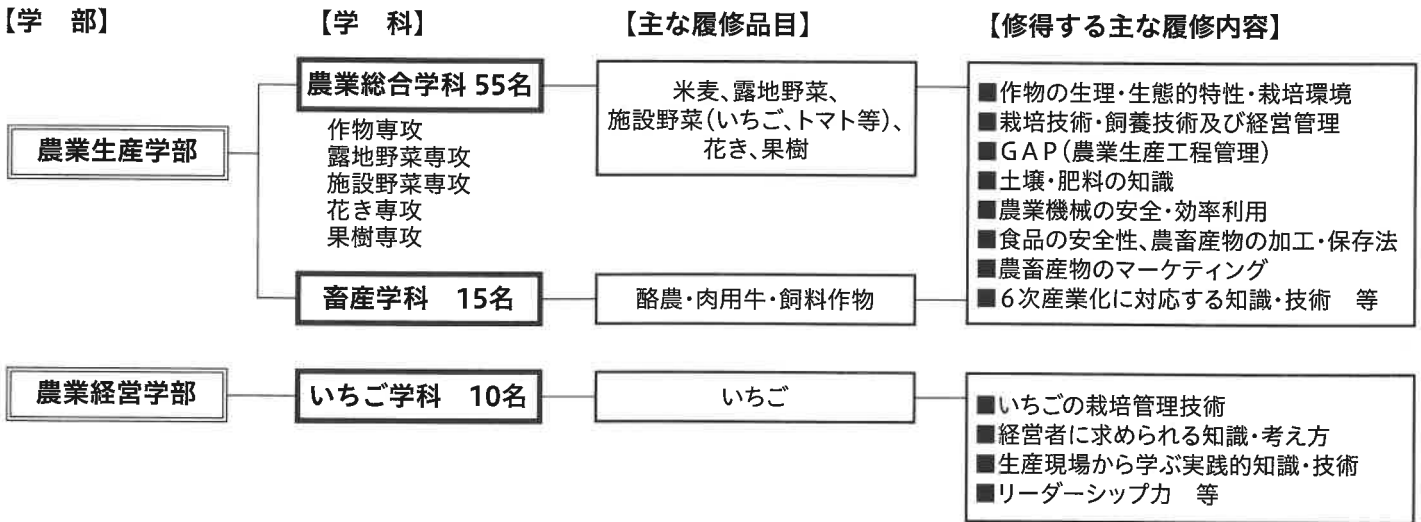 【学　部】
【学　科】
【主な履修品目】
【修得する主な履修内容】
農業生産学部
農業総合学科 55名
作物専攻
露地野菜専攻
施設野菜専攻
花き専攻
果樹専攻
米麦、露地野菜、
施設野菜（いちご、トマト等）、
花き、果樹
畜産学科　15名
酪農・肉用牛・飼料作物
■作物の生理・生態的特性・栽培環境
■栽培技術・飼養技術及び経営管理
■ＧＡＰ（農業生産工程管理）
■土壌・肥料の知識
■農業機械の安全・効率利用
■食品の安全性、農畜産物の加工・保存法
■農畜産物のマーケティング
■６次産業化に対応する知識・技術　等
農業経営学部
いちご学科　10名
いちご
■いちごの栽培管理技術
■経営者に求められる知識・考え方
■生産現場から学ぶ実践的知識・技術
■リーダーシップ力　等